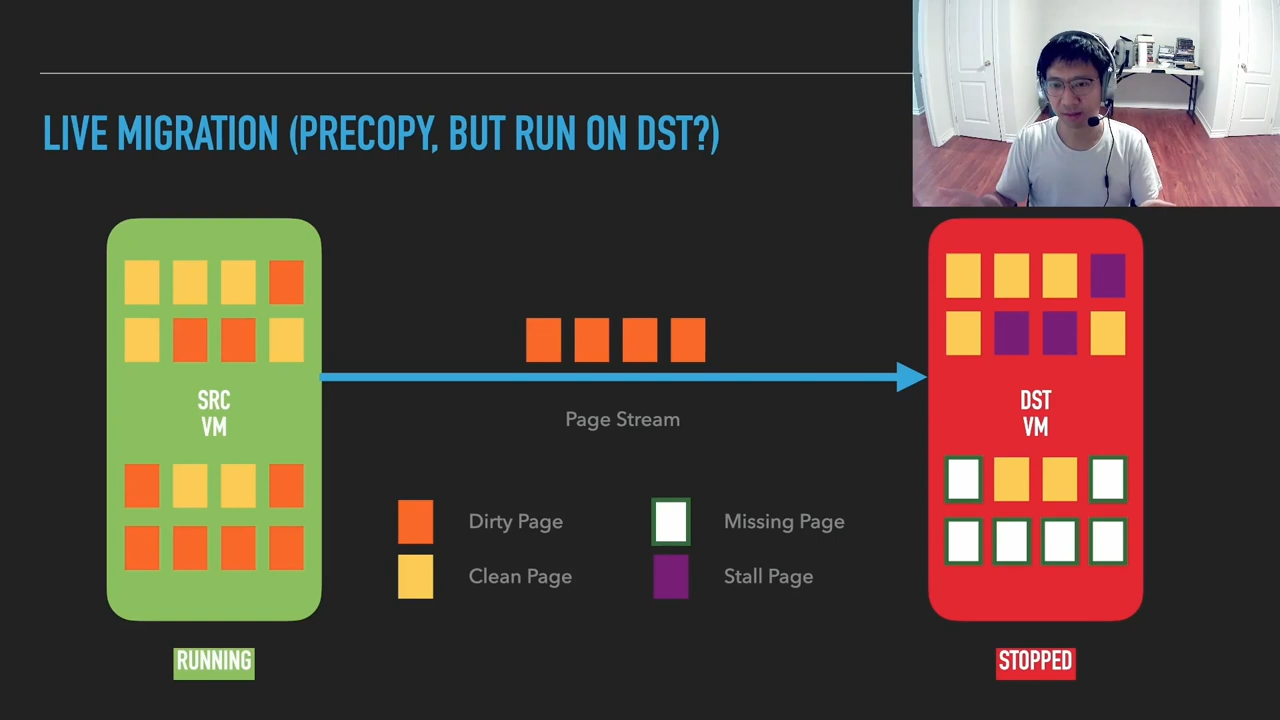 LIVE MIGRATION (PRECOPY, BUT RUN ON DST?)
SRC
VM
Page Stream
DST
VM
Dirty Page
Missing Page
Clean Page
Stall Page
RUNNING
STOPPED